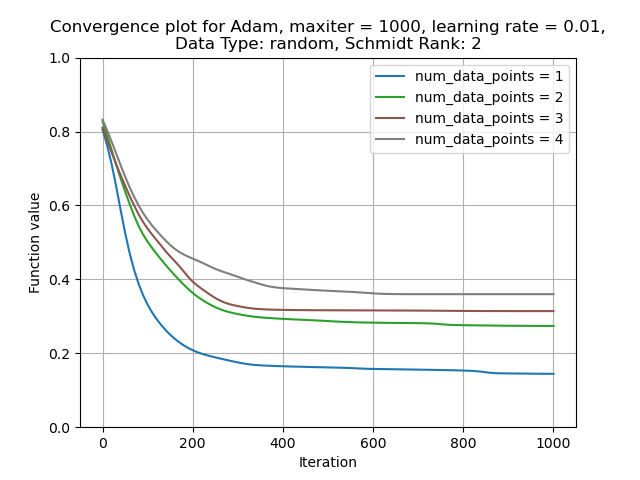 Convergence plot for Adam, maxiter = 1000, learning rate = 0.01,
Data Type: random, Schmidt Rank: 2
num_data_points = 1
num_data_points = 2
num_data_points = 3
num_data_points = 4
Function value
1.0
0.8
0.6
0.4
0.2
0.0
0 200 400 600 800 1000
Iteration